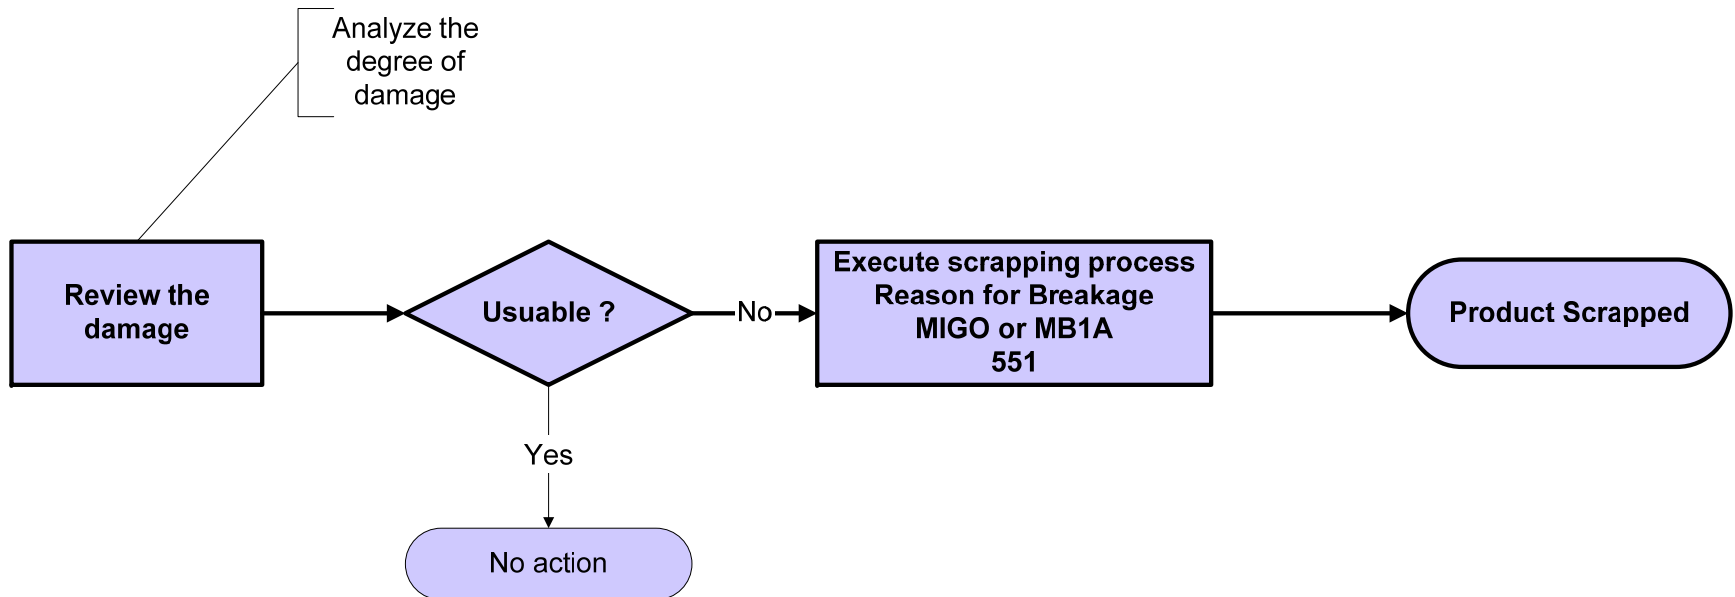 Analyze the
degree of
damage
Review the
damage
Usuable ?
No
Execute scrapping process
Reason for Breakage
MIGO or MB1A
551
Product Scrapped
Yes
No action